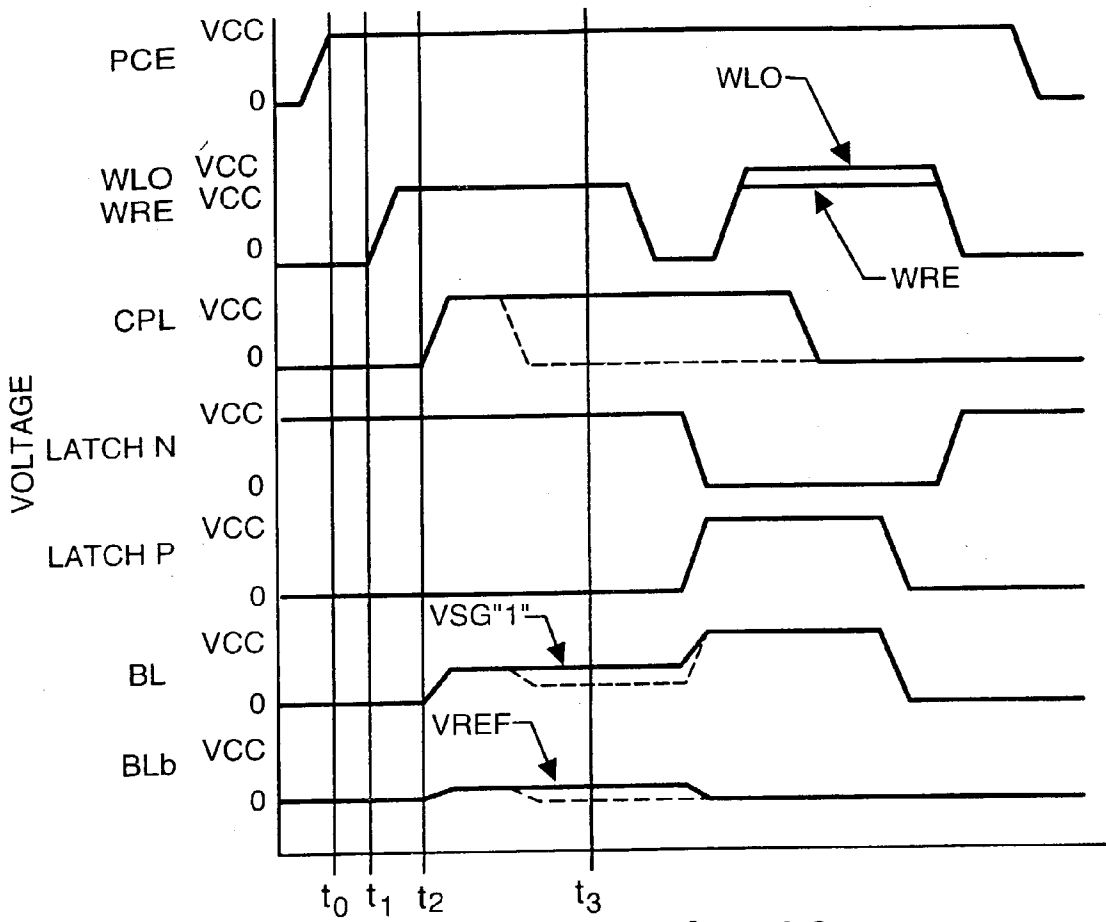 VCC
PCE
0
WLO
VCC
WLO
WRE
VCC
0
WRE
CPL
VCC
0
VOLTAGE
VCC
LATCH N
0
VCC
LATCH P
0
VSG"1"
VCC
BL
0
VREF
VCC
BLb
0
t0 t1 t2 t3